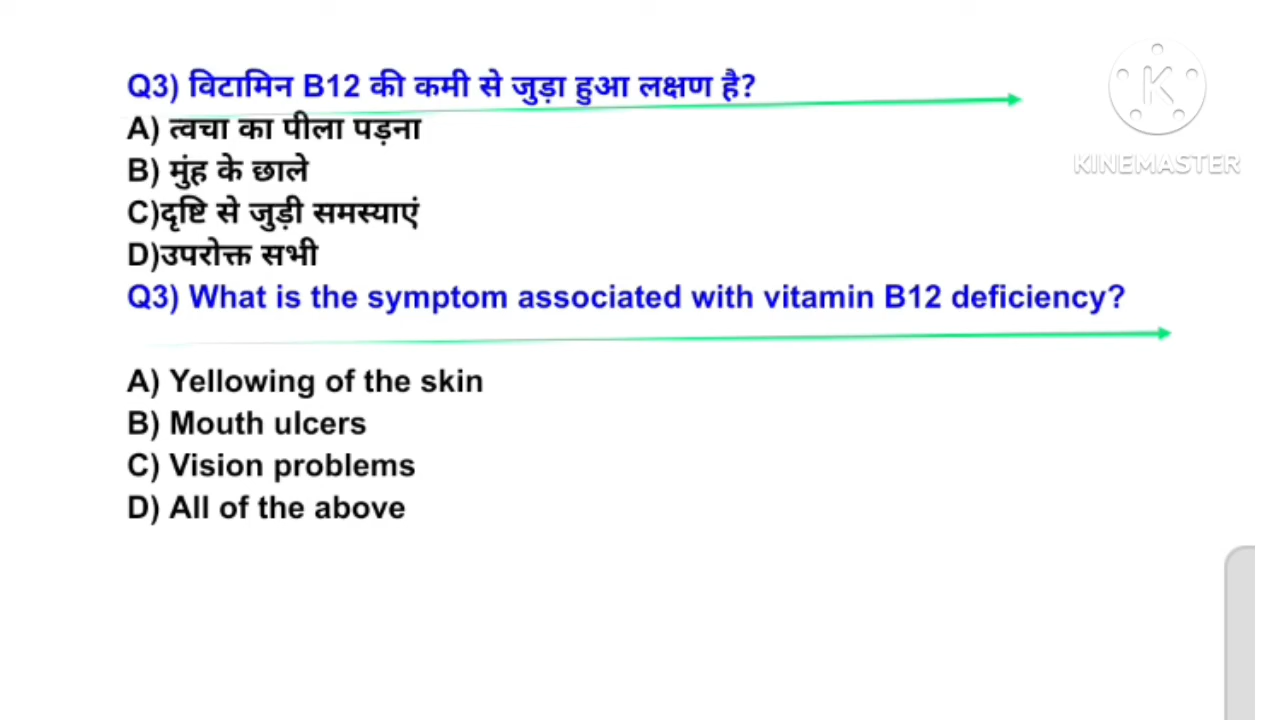 Q3) विटामिन B12 की कमी से जुड़ा हुआ लक्षण है?
A) त्वचा का पीला पड़ना
B) मुंह के छाले
C)दृष्टि से जुड़ी समस्याएं
D)उपरोक्त सभी
Q3) What is the symptom associated with vitamin B12 deficiency?
A) Yellowing of the skin
B) Mouth ulcers
C) Vision problems
D) All of the above
K
KINEMASTER